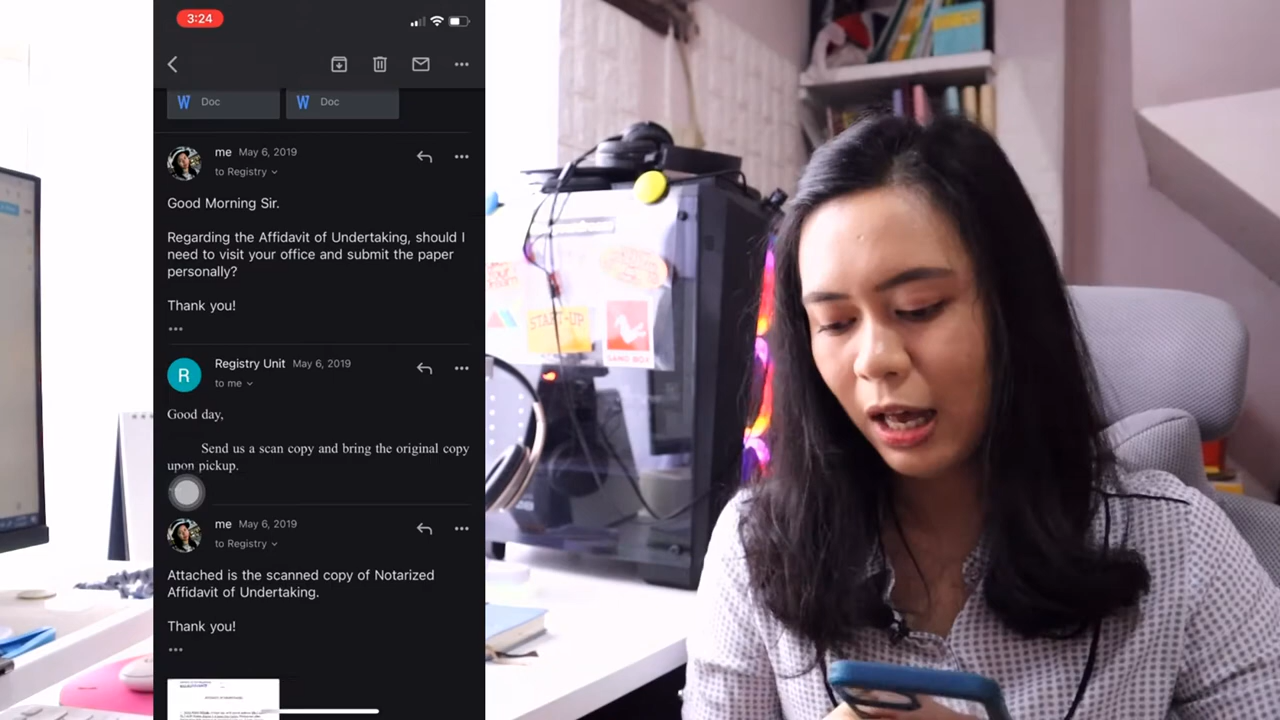 3:24
Doc
Doc
me May 6, 2019
to Registry
Good Morning Sir.
Regarding the Affidavit of Undertaking, should I
need to visit your office and submit the paper
personally?
Thank you!
R
Registry Unit May 6, 2019
to me
Good day,
Send us a scan copy and bring the original copy
upon pickup.
me May 6, 2019
to Registry
Attached is the scanned copy of Notarized
Affidavit of Undertaking.
Thank you!
START-UP